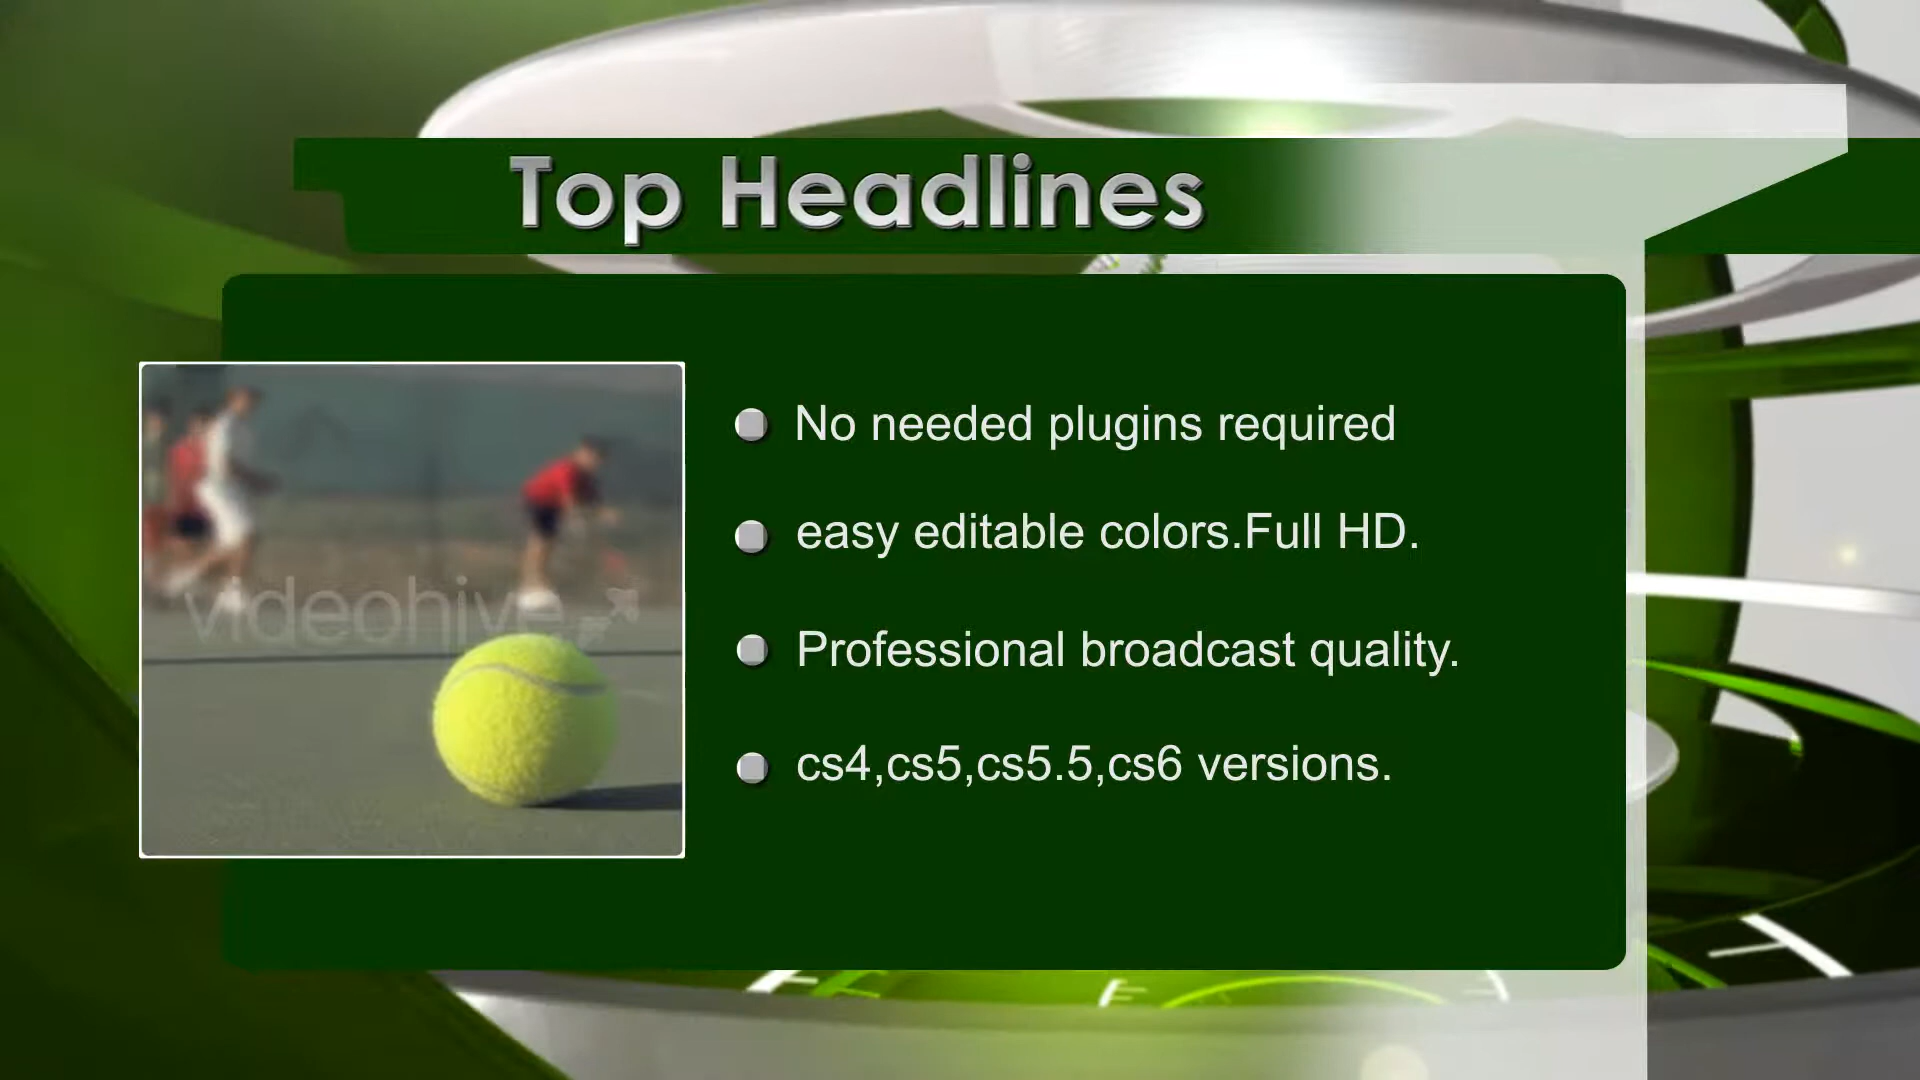 Top Headlines
No needed plugins required
easy editable colors.Full HD.
videohive
Professional broadcast quality.
cs4,cs5,cs5.5,cs6 versions.